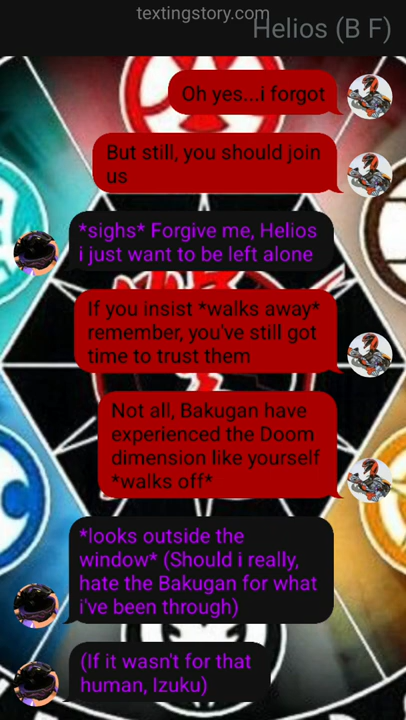 textingstory.com
Helios (B F)
Oh yes...i forgot
But still, you should join
us
*sighs* Forgive me, Helios
i just want to be left alone
If you insist *walks away*
remember, you've still got
time to trust them
Not all, Bakugan have
experienced the Doom
dimension like yourself
*walks off*
*looks outside the
window* (Should i really,
hate the Bakugan for what
i've been through)
(If it wasn't for that
human, Izuku)